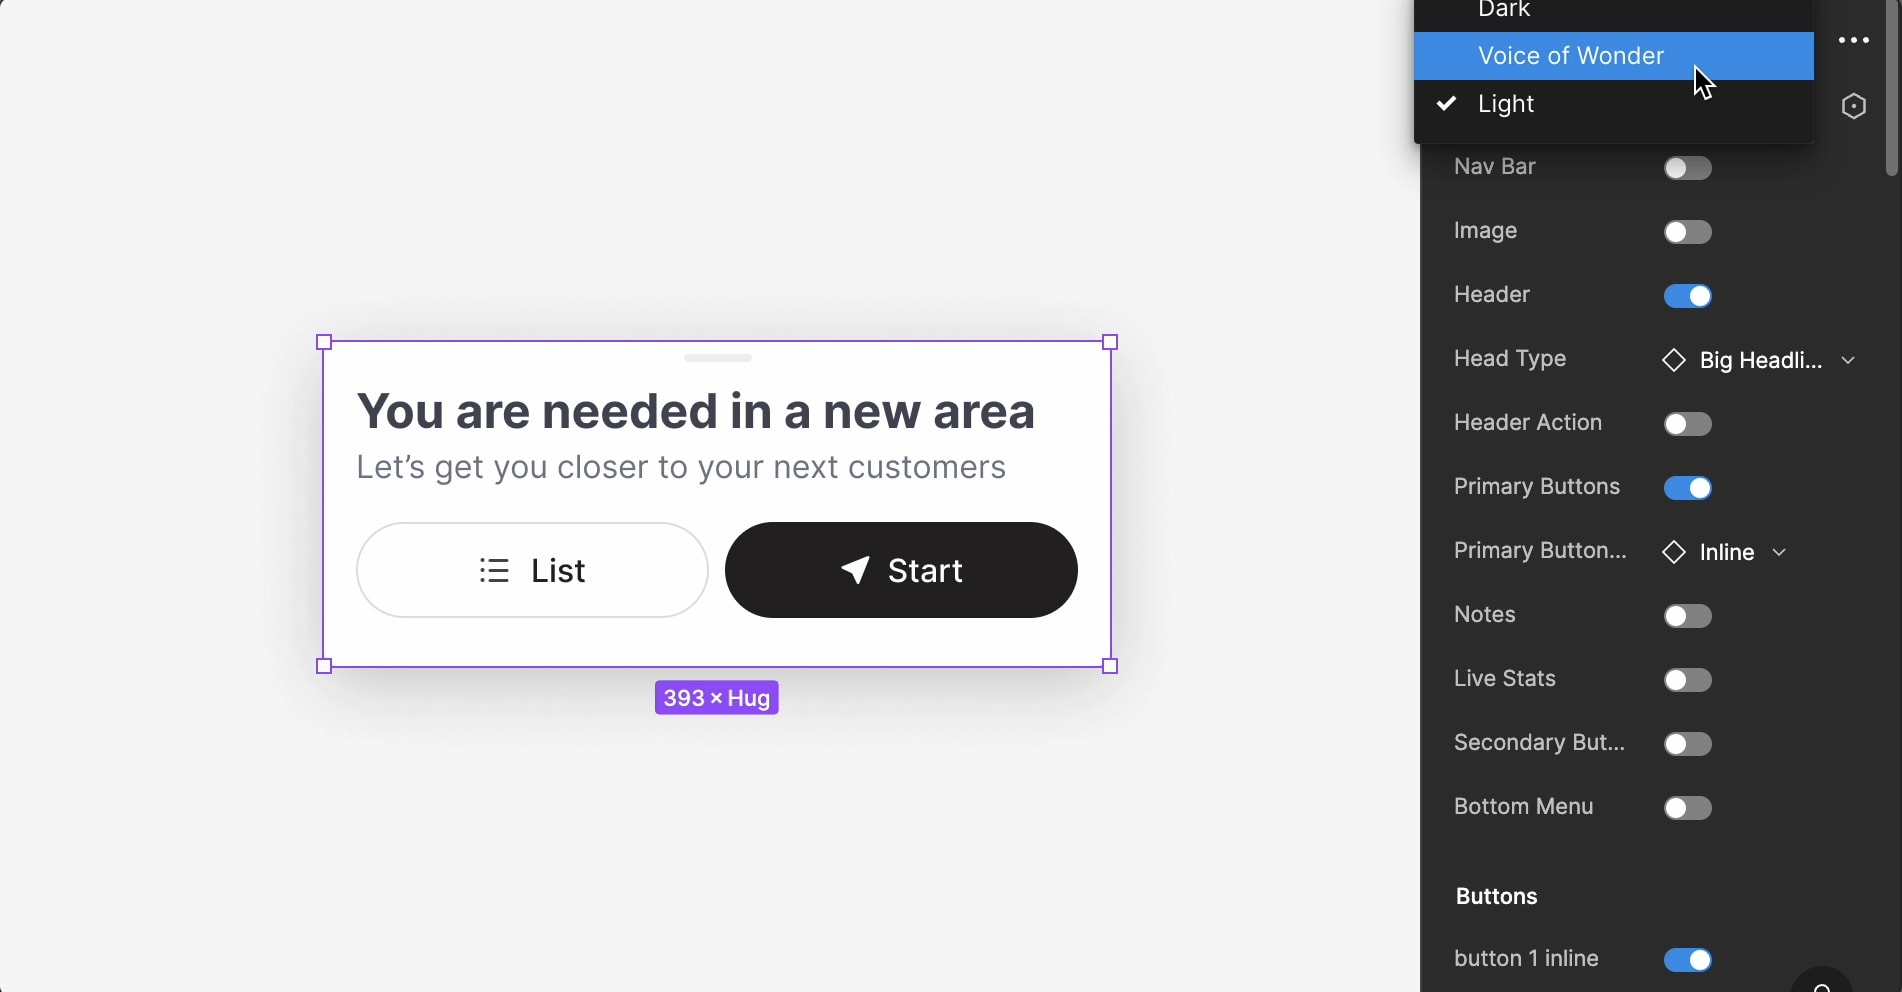 Dark
Voice of Wonder
Light
Nav Bar
Image
Header
Head Type Big Headli...
Header Action
Primary Buttons
Primary Button... Inline
Notes
Live Stats
Secondary But...
Bottom Menu
Buttons
button 1 inline
You are needed in a new area
Let’s get you closer to your next customers
List Start
393 × Hug